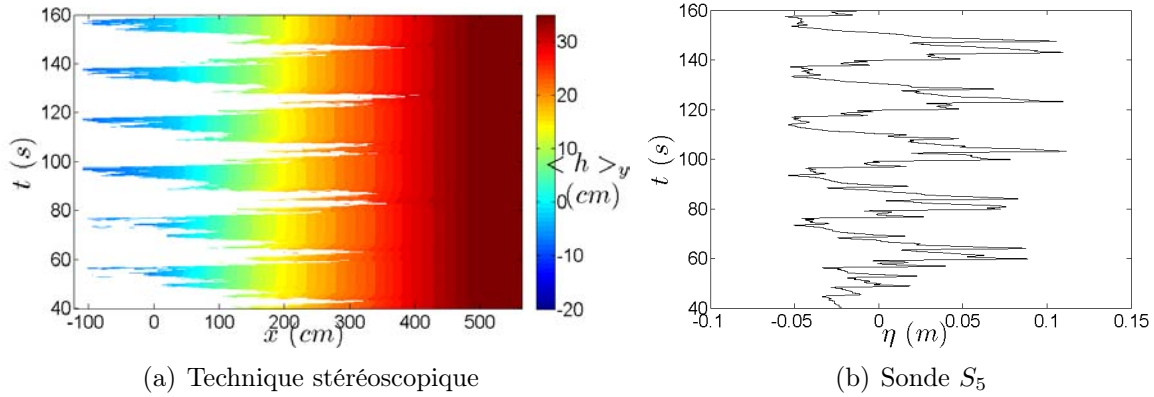 160
140
120
100
80
60
40
t (s)
-100 0 100 200 300 400 500
x (cm)
30
20
10
0
-10
-20
< h >y
(cm)
(a) Technique stéréoscopique
160
140
120
100
80
60
40
t (s)
-0.1 -0.05 0 0.05 0.1 0.15
η (m)
(b) Sonde S5